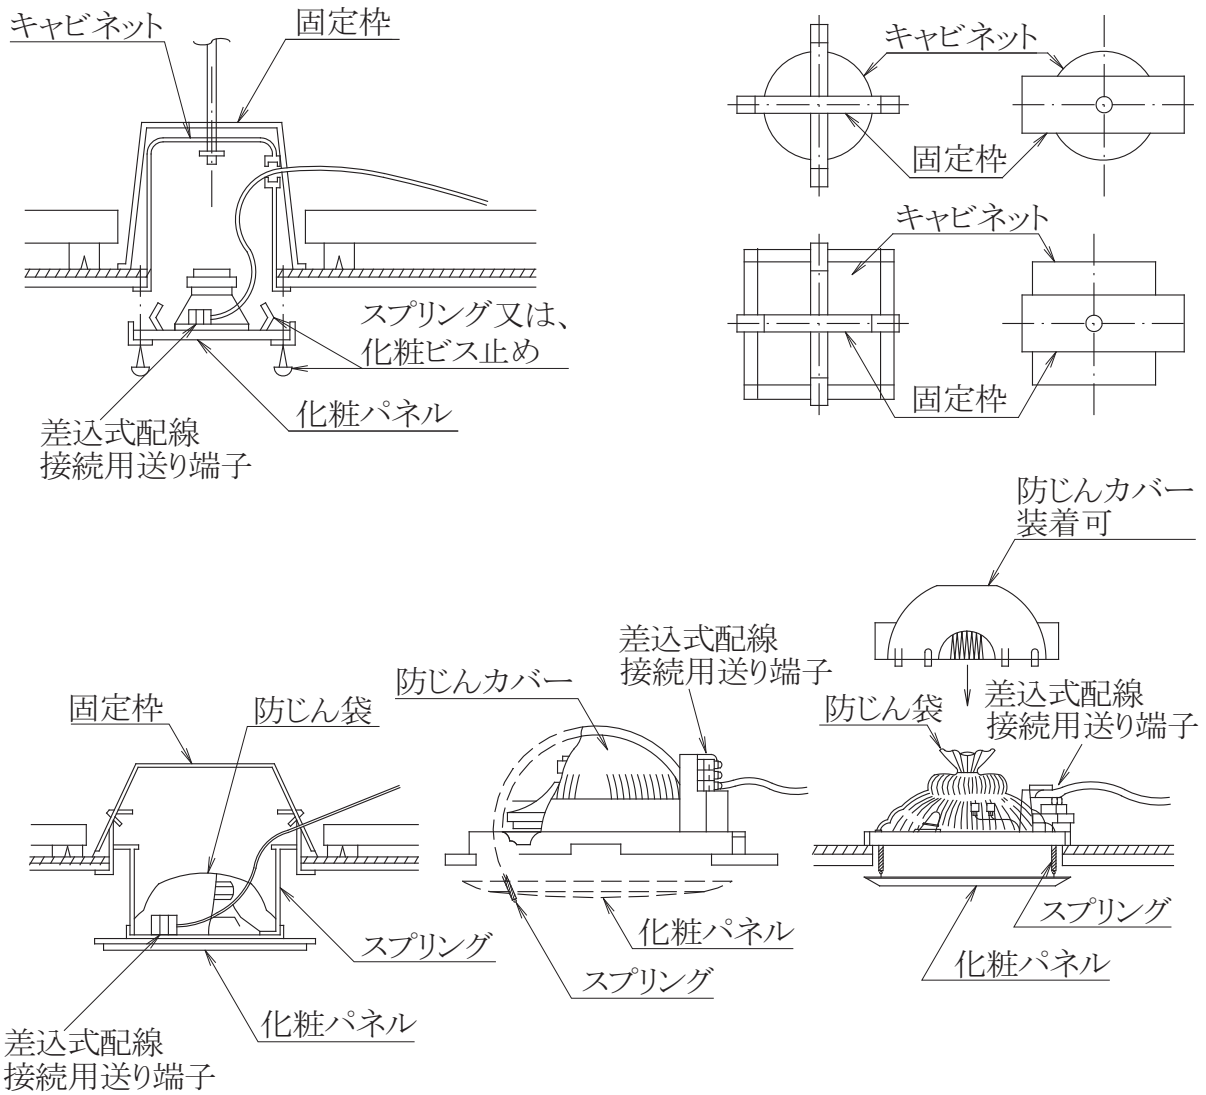 キャビネット
固定枠
スプリング又は、
化粧ビス止め
化粧パネル
差込式配線
接続用送り端子
キャビネット
固定枠
キャビネット
固定枠
防じんカバー
装着可
固定枠
防じん袋
スプリング
化粧パネル
差込式配線
接続用送り端子
防じんカバー
差込式配線
接続用送り端子
化粧パネル
スプリング
防じん袋
差込式配線
接続用送り端子
スプリング
化粧パネル